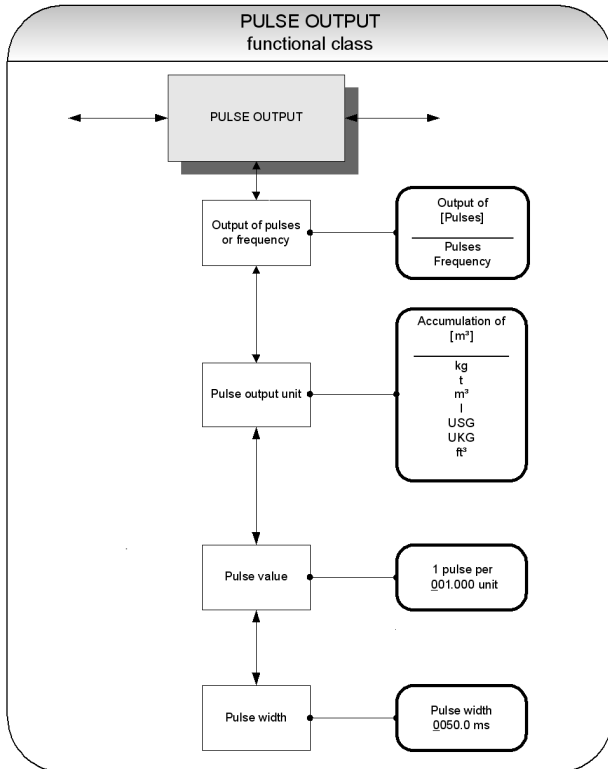 PULSE OUTPUT
functional class
PULSE OUTPUT
Output of pulses
or frequency
Output of
[Pulses]
Pulses
Frequency
Pulse output unit
Accumulation of
[m³]
kg
t
m³
l
USG
UKG
ft³
Pulse value
1 pulse per
001.000 unit
Pulse width
Pulse width
0050.0 ms